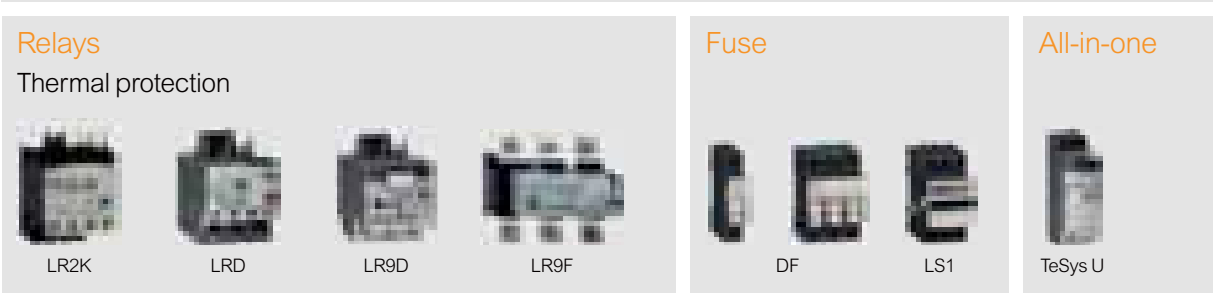 Relays
Thermal protection
LR2K
LRD
LR9D
LR9F
Fuse
DF
LS1
All-in-one
TeSys U